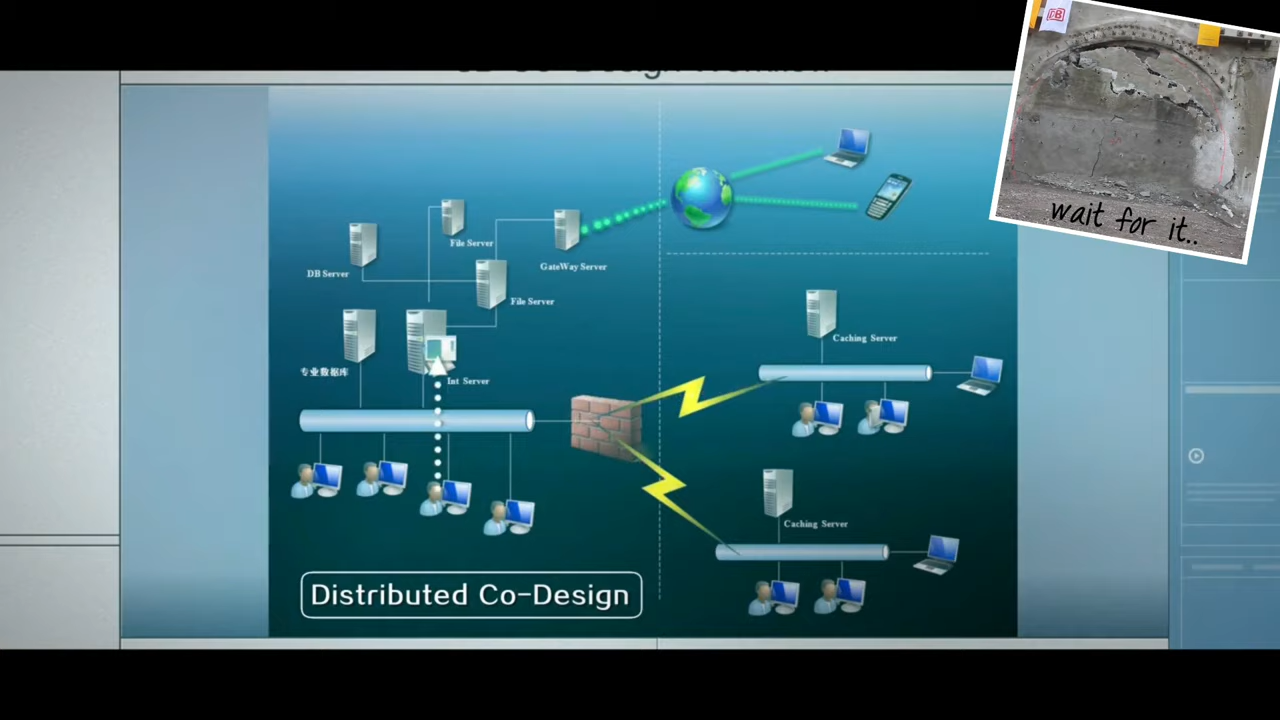 DB
wait for it..
File Server
DB Server
GateWay Server
File Server
专业数据库
Int Server
Caching Server
Caching Server
Distributed Co-Design